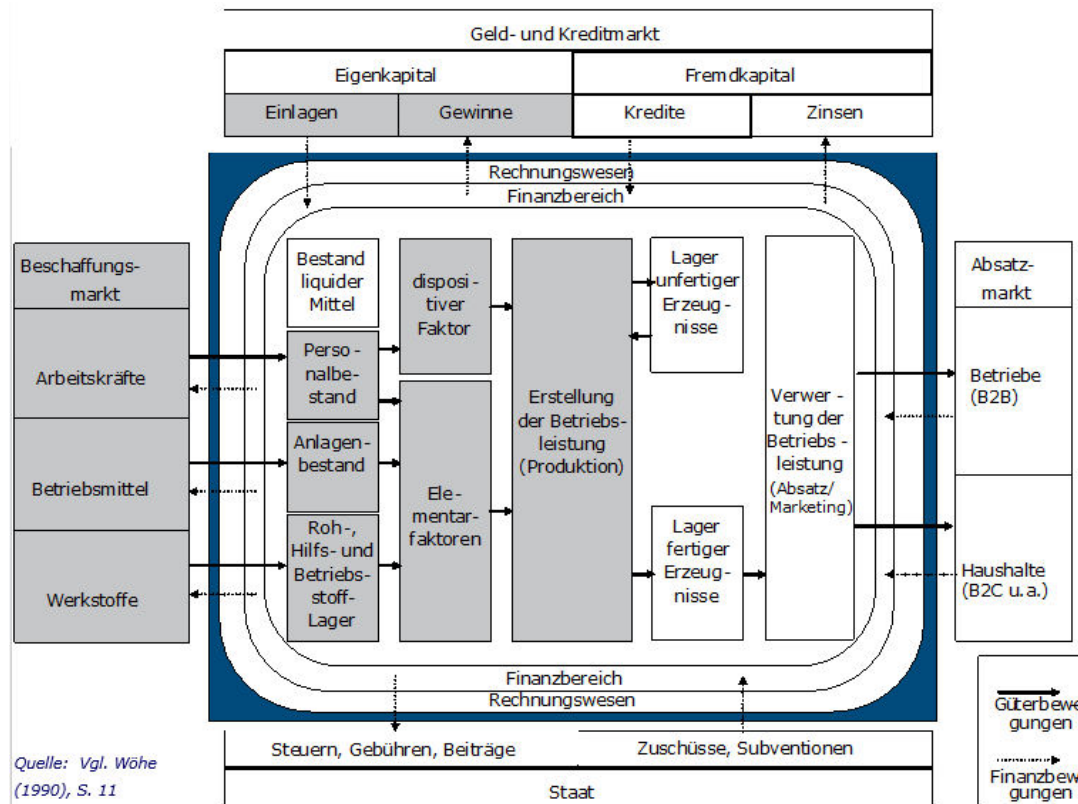 Geld- und Kreditmarkt
Eigenkapital
Fremdkapital
Einlagen
Gewinne
Kredite
Zinsen
Rechnungswesen
Finanzbereich
Beschaffungs-
markt
Arbeitskräfte
Betriebsmittel
Werkstoffe
Bestand
liquider
Mittel
Perso -
nalbe-
stand
Anlagen-
bestand
Roh-,
Hilfs- und
Betriebs-
stoff-
Lager
disposi-
tiver
Faktor
Ele-
mentar-
faktoren
Erstellung
der Betriebs-
leistung
(Produktion)
Lager
unfertiger
Erzeug-
nisse
Lager
fertiger
Erzeug-
nisse
Verwer -
tung der
Betriebs -
leistung
(Absatz/
Marketing)
Absatz-
markt
Betriebe
(B2B)
Haushalte
(B2C u.a.)
Finanzbereich
Rechnungswesen
Steuern, Gebühren, Beiträge
Zuschüsse, Subventionen
Staat
Güterbewe
gungen
Finanzbewe
gungen
Quelle: Vgl. Wöhe
(1990), S. 11